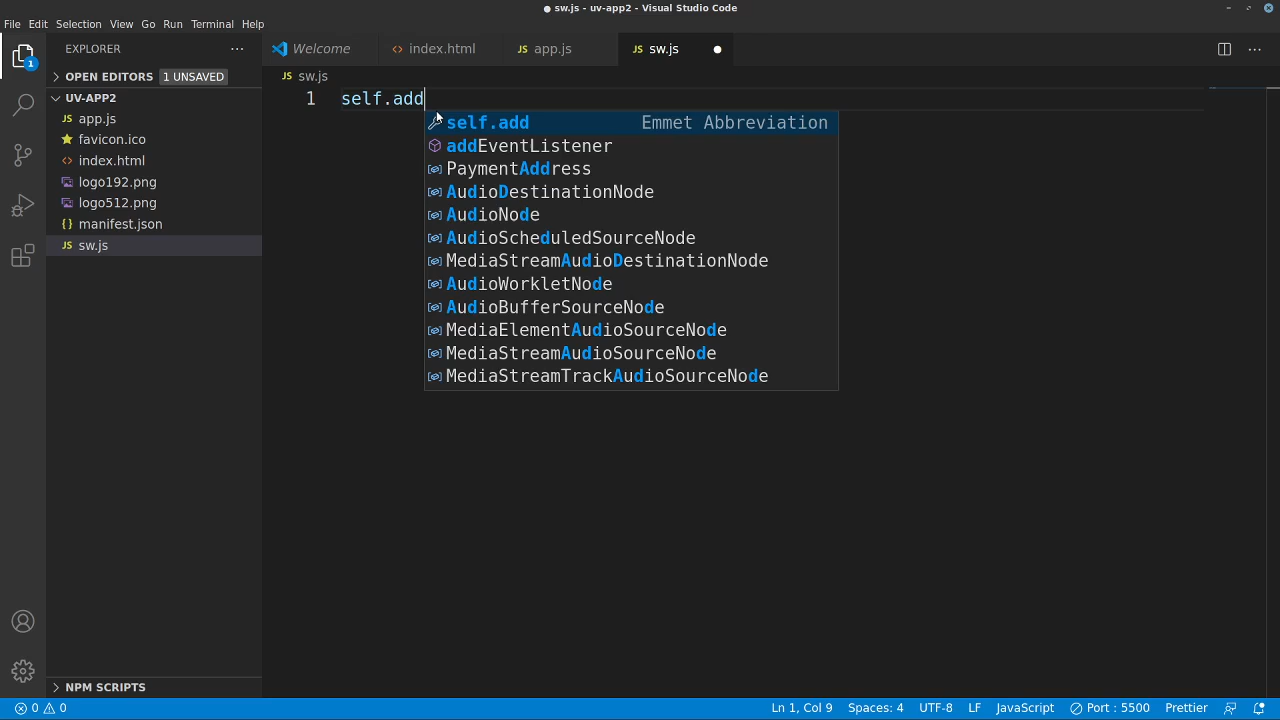 sw.js - uv-app2 - Visual Studio Code
File Edit Selection View Go Run Terminal Help
EXPLORER
Welcome
index.html
app.js
sw.js
OPEN EDITORS 1 UNSAVED
sw.js
UV-APP2
1 self.add
app.js
favicon.ico
index.html
logo192.png
logo512.png
manifest.json
sw.js
self.add Emmet Abbreviation
addEventListener
PaymentAddress
AudioDestinationNode
AudioNode
AudioScheduledSourceNode
MediaStreamAudioDestinationNode
AudioWorkletNode
AudioBufferSourceNode
MediaElementAudioSourceNode
MediaStreamAudioSourceNode
MediaStreamTrackAudioSourceNode
1
NPM SCRIPTS
0 0 Ln 1, Col 9 Spaces: 4 UTF-8 LF JavaScript Port : 5500 Prettier